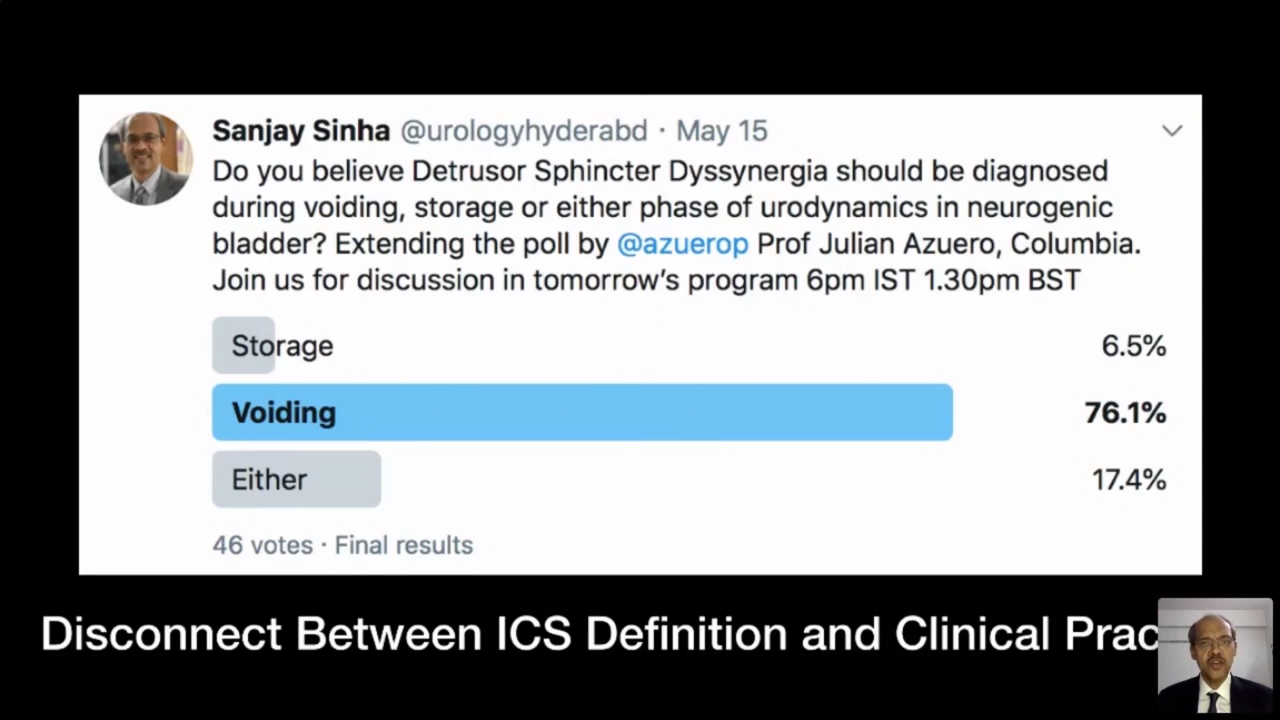 Sanjay Sinha @urologyhyderabd · May 15
Do you believe Detrusor Sphincter Dyssynergia should be diagnosed
during voiding, storage or either phase of urodynamics in neurogenic
bladder? Extending the poll by @azuerop Prof Julian Azuero, Columbia.
Join us for discussion in tomorrow’s program 6pm IST 1.30pm BST
Storage 6.5%
Voiding 76.1%
Either 17.4%
46 votes · Final results
Disconnect Between ICS Definition and Clinical Prac